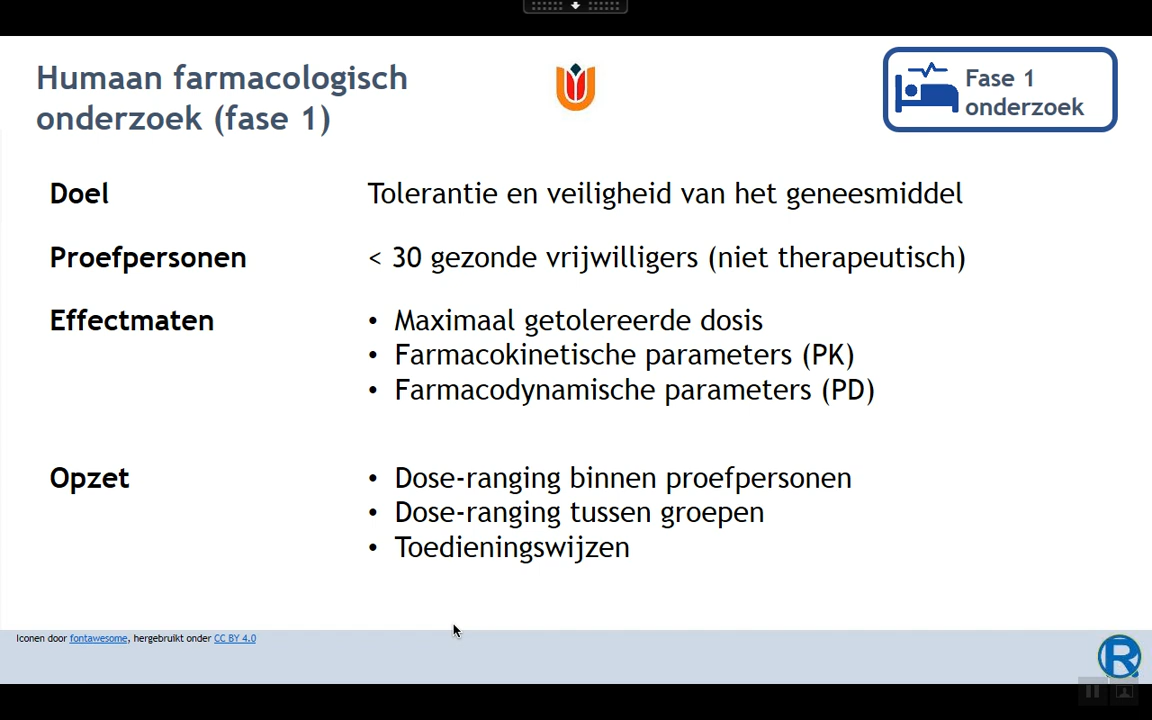 Humaan farmacologisch
onderzoek (fase 1)
Fase 1
onderzoek
Doel
Tolerantie en veiligheid van het geneesmiddel
Proefpersonen
< 30 gezonde vrijwilligers (niet therapeutisch)
Effectmaten
• Maximaal getolereerde dosis
• Farmacokinetische parameters (PK)
• Farmacodynamische parameters (PD)
Opzet
• Dose-ranging binnen proefpersonen
• Dose-ranging tussen groepen
• Toedieningswijzen
Iconen door fontawesome, hergebruikt onder CC BY 4.0
R